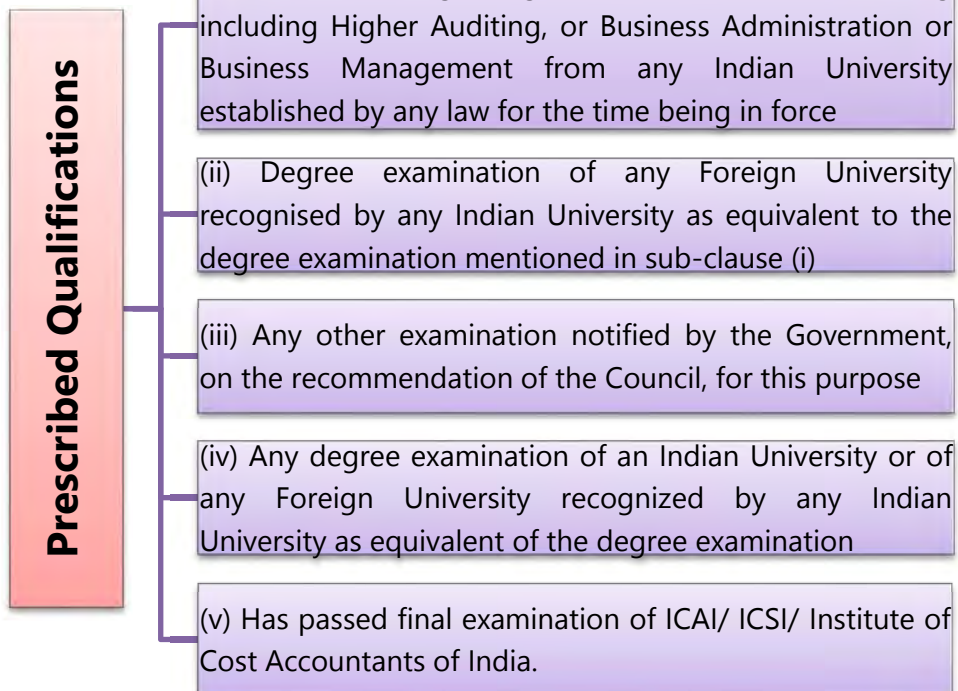 Prescribed Qualifications
including Higher Auditing, or Business Administration or
Business Management from any Indian University
established by any law for the time being in force
(ii) Degree examination of any Foreign University
recognised by any Indian University as equivalent to the
degree examination mentioned in sub-clause (i)
(iii) Any other examination notified by the Government,
on the recommendation of the Council, for this purpose
(iv) Any degree examination of an Indian University or of
any Foreign University recognized by any Indian
University as equivalent of the degree examination
(v) Has passed final examination of ICAI/ ICSI/ Institute of
Cost Accountants of India.